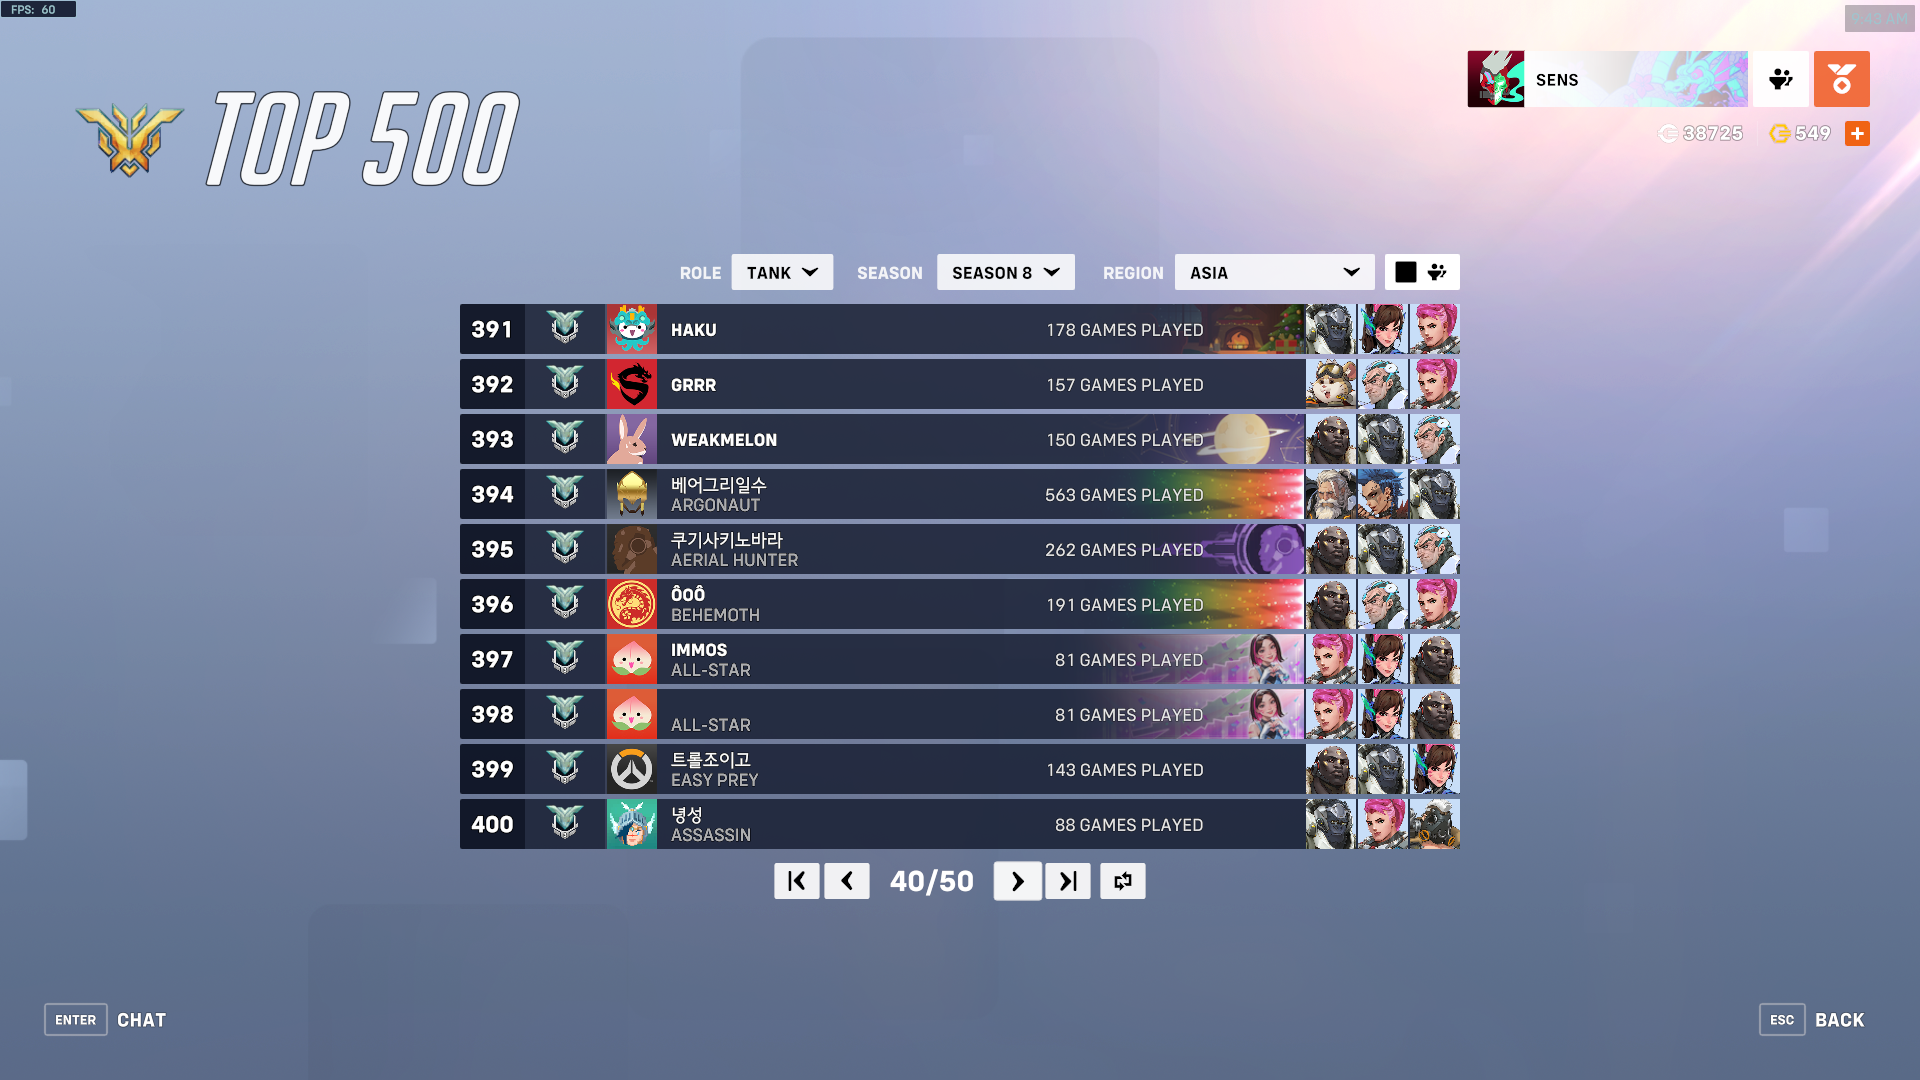 FPS: 60
9:43 AM
TOP 500
SENS
38725
549
ROLE TANK SEASON SEASON 8 REGION ASIA
391 HAKU 178 GAMES PLAYED
392 GRRR 157 GAMES PLAYED
393 WEAKMELON 150 GAMES PLAYED
394 베어그리일수 563 GAMES PLAYED
ARGONAUT
395 쿠기사키노바라 262 GAMES PLAYED
AERIAL HUNTER
396 ÔOÔ 191 GAMES PLAYED
BEHEMOTH
397 IMMOS 81 GAMES PLAYED
ALL-STAR
398 81 GAMES PLAYED
ALL-STAR
399 트롤조이고 143 GAMES PLAYED
EASY PREY
400 녕성 88 GAMES PLAYED
ASSASSIN
40/50
ENTER CHAT
ESC BACK